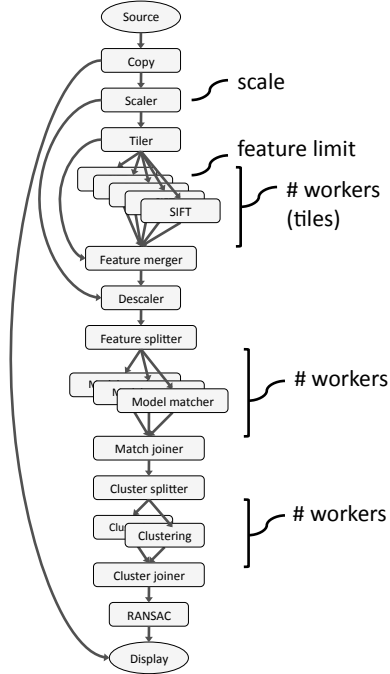 Source
Copy
Scaler
scale
Tiler
feature limit
# workers
(tiles)
SIFT
Feature merger
Descaler
Feature splitter
# workers
Model matcher
Match joiner
Cluster splitter
# workers
Clustering
Cluster joiner
RANSAC
Display